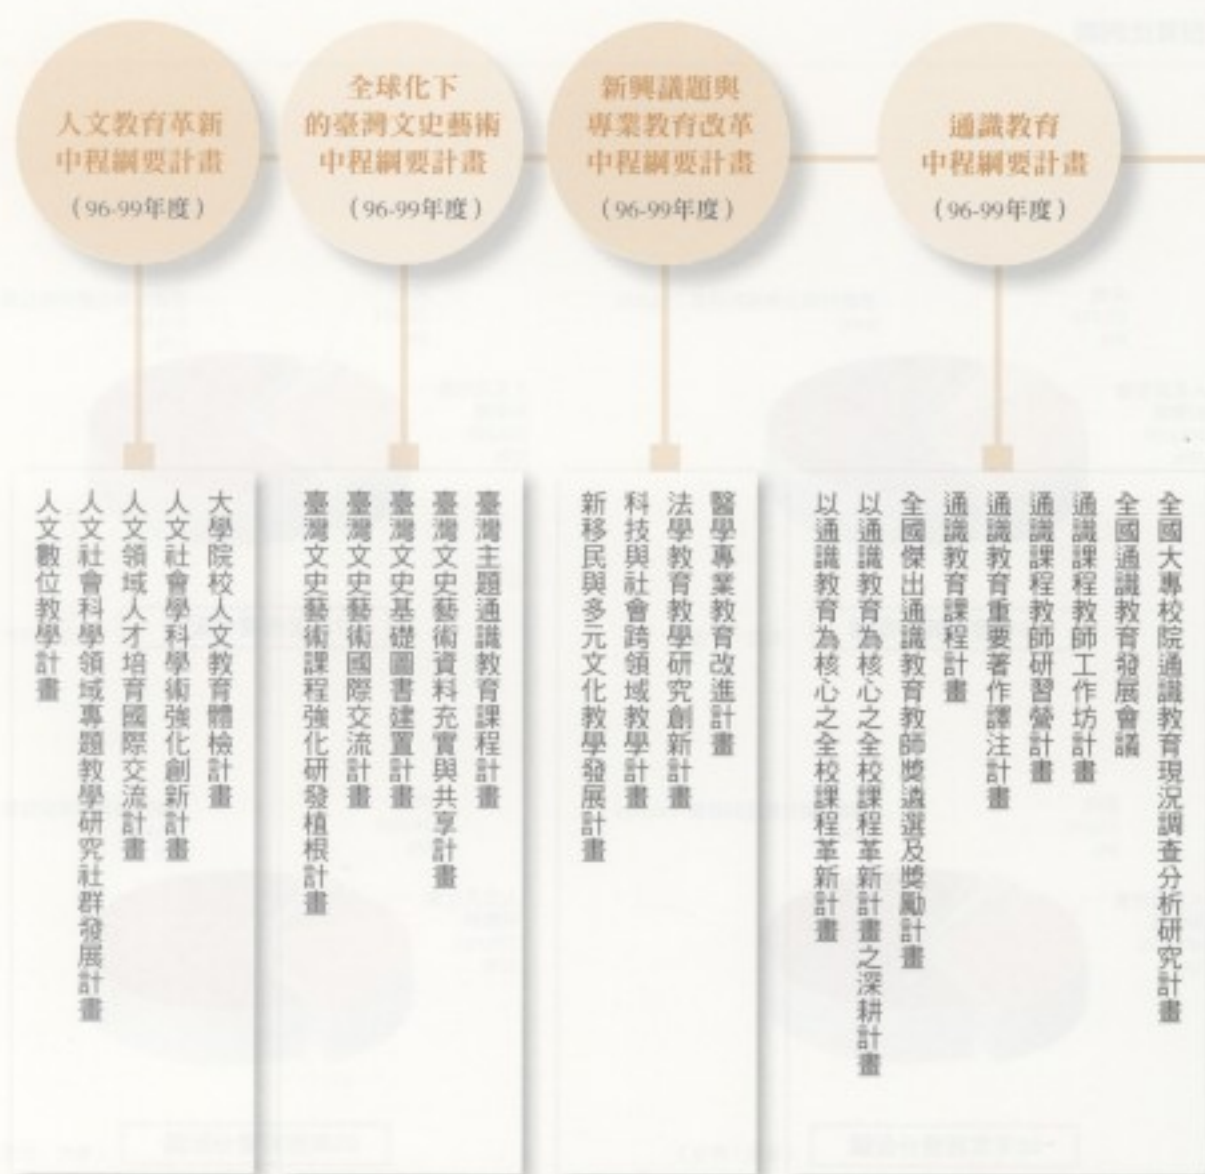 人文教育革新
中程綱要計畫
（96-99年度）
大學院校人文教育體檢計畫
人文社會學科學術強化創新計畫
人文領域人才培育國際交流計畫
人文社會科學領域專題教學研究社群發展計畫
人文數位教學計畫
全球化下
的臺灣文史藝術
中程綱要計畫
（96-99年度）
臺灣主題通識教育課程計畫
臺灣文史藝術資料充實與共享計畫
臺灣文史基礎圖書建置計畫
臺灣文史藝術國際交流計畫
臺灣文史藝術課程強化研發植根計畫
新興議題與
專業教育改革
中程綱要計畫
（96-99年度）
醫學專業教育改進計畫
法學教育教學研究創新計畫
科技與社會跨領域教學計畫
新移民與多元文化教學發展計畫
通識教育
中程綱要計畫
（96-99年度）
全國大專校院通識教育現況調查分析研究計畫
全國通識教育發展會議
通識課程教師工作坊計畫
通識課程教師研習營計畫
通識教育重要著作譯注計畫
通識教育課程計畫
全國傑出通識教育教師獎遴選及獎勵計畫
以通識教育為核心之全校課程革新計畫之深耕計畫
以通識教育為核心之全校課程革新計畫